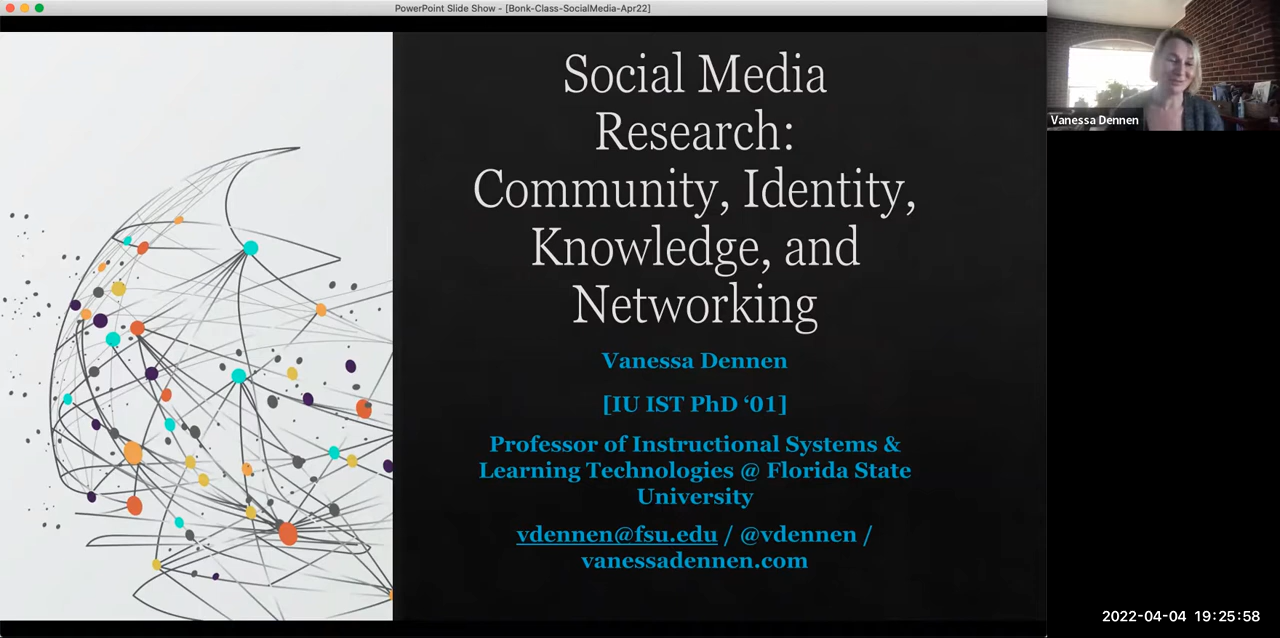 PowerPoint Slide Show - [Bonk-Class-SocialMedia-Apr22]
Social Media
Research:
Community, Identity,
Knowledge, and
Networking
Vanessa Dennen
[IU IST PhD ‘01]
Professor of Instructional Systems &
Learning Technologies @ Florida State
University
vdennen@fsu.edu / @vdennen /
vanessadennen.com
Vanessa Dennen
2022-04-04 19:25:58